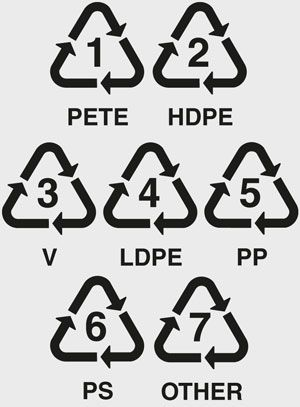 1 2
PETE HDPE
3 4 5
V LDPE PP
6 7
PS OTHER